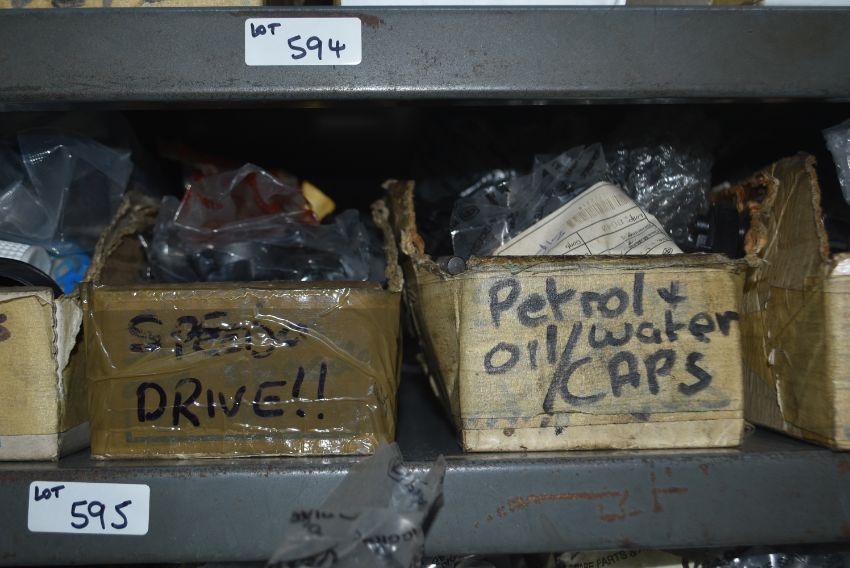 LOT 594
SPEEDO
DRIVE!!
Petrol +
oil/water
CAPS
LOT 595